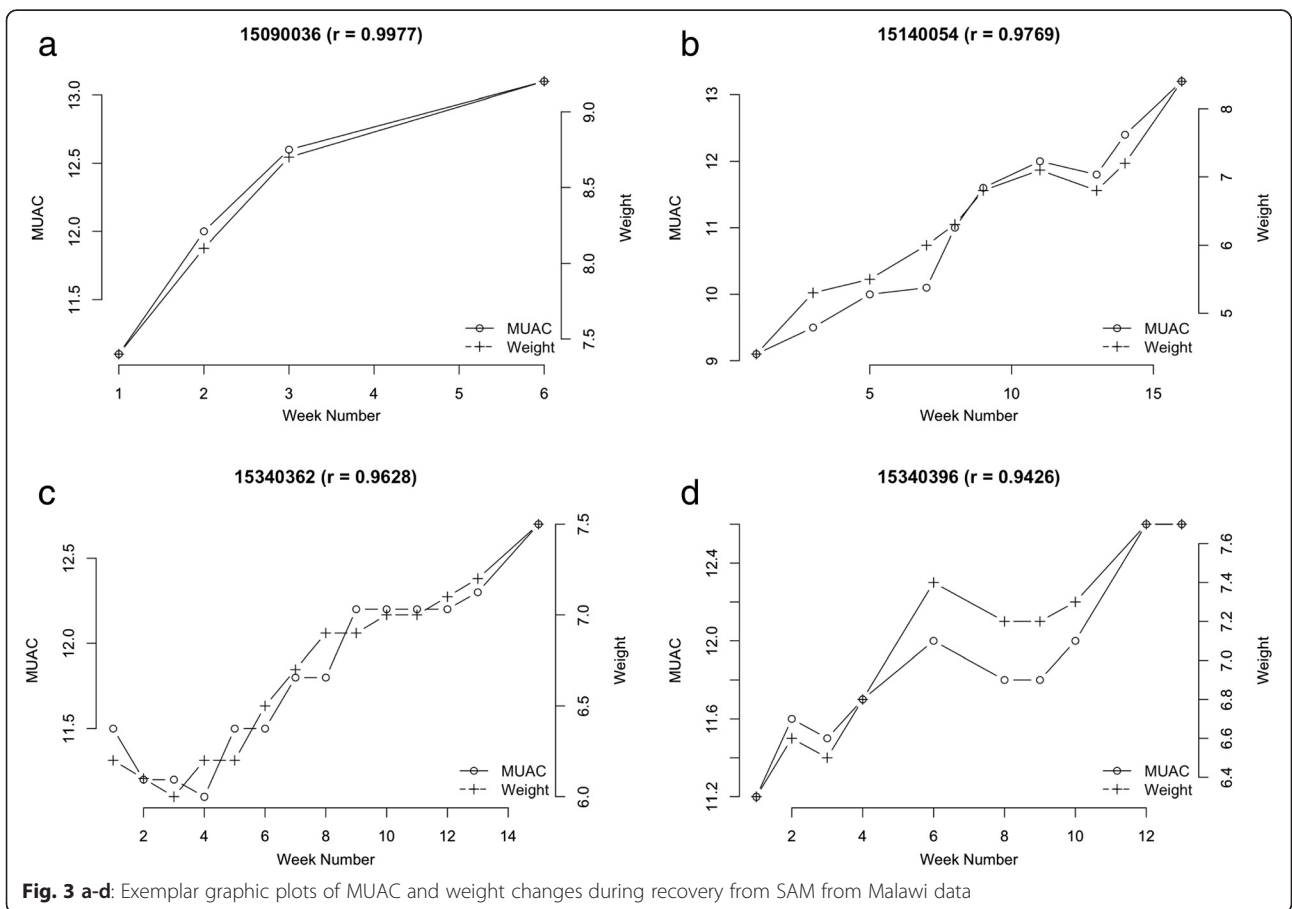 a
15090036 (r = 0.9977)
MUAC
13.0
12.5
12.0
11.5
Weight
9.0
8.5
8.0
7.5
MUAC
Weight
1 2 3 4 5 6
Week Number
b
15140054 (r = 0.9769)
MUAC
13
12
11
10
9
Weight
8
7
6
5
MUAC
Weight
5 10 15
Week Number
c
15340362 (r = 0.9628)
MUAC
12.5
12.0
11.5
Weight
7.5
7.0
6.5
6.0
MUAC
Weight
2 4 6 8 10 12 14
Week Number
d
15340396 (r = 0.9426)
MUAC
12.4
12.0
11.6
11.2
Weight
7.6
7.4
7.2
7.0
6.8
6.6
6.4
MUAC
Weight
2 4 6 8 10 12
Week Number
Fig. 3 a-d: Exemplar graphic plots of MUAC and weight changes during recovery from SAM from Malawi data